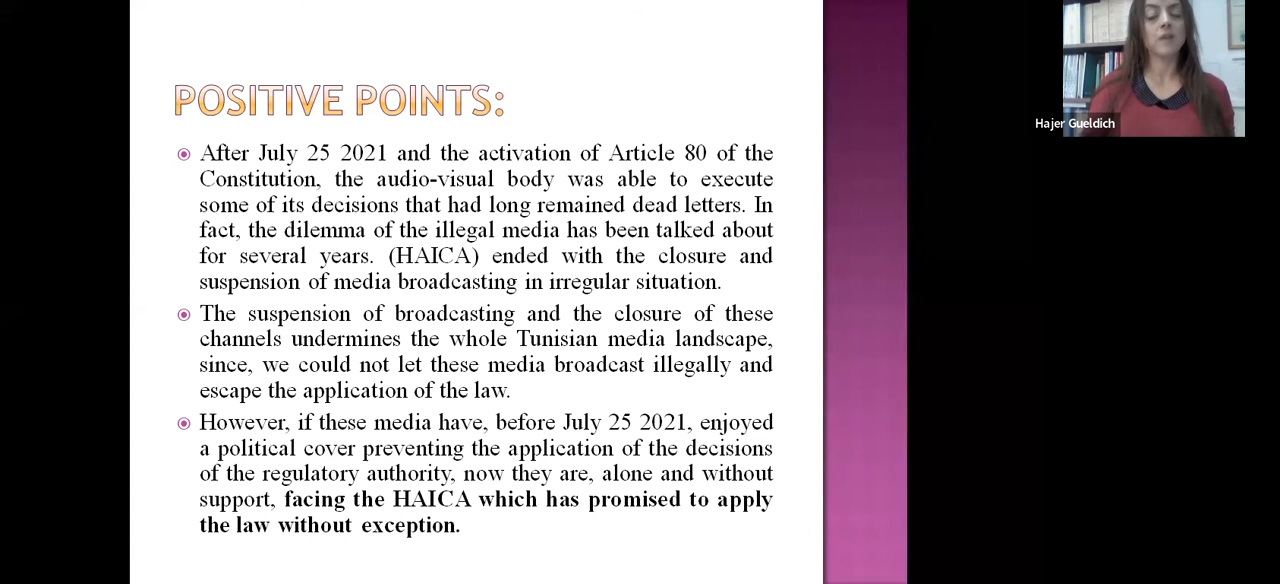 POSITIVE POINTS:
After July 25 2021 and the activation of Article 80 of the
Constitution, the audio-visual body was able to execute
some of its decisions that had long remained dead letters. In
fact, the dilemma of the illegal media has been talked about
for several years. (HAICA) ended with the closure and
suspension of media broadcasting in irregular situation.
The suspension of broadcasting and the closure of these
channels undermines the whole Tunisian media landscape,
since, we could not let these media broadcast illegally and
escape the application of the law.
However, if these media have, before July 25 2021, enjoyed
a political cover preventing the application of the decisions
of the regulatory authority, now they are, alone and without
support, facing the HAICA which has promised to apply
the law without exception.
Hajer Gueldich